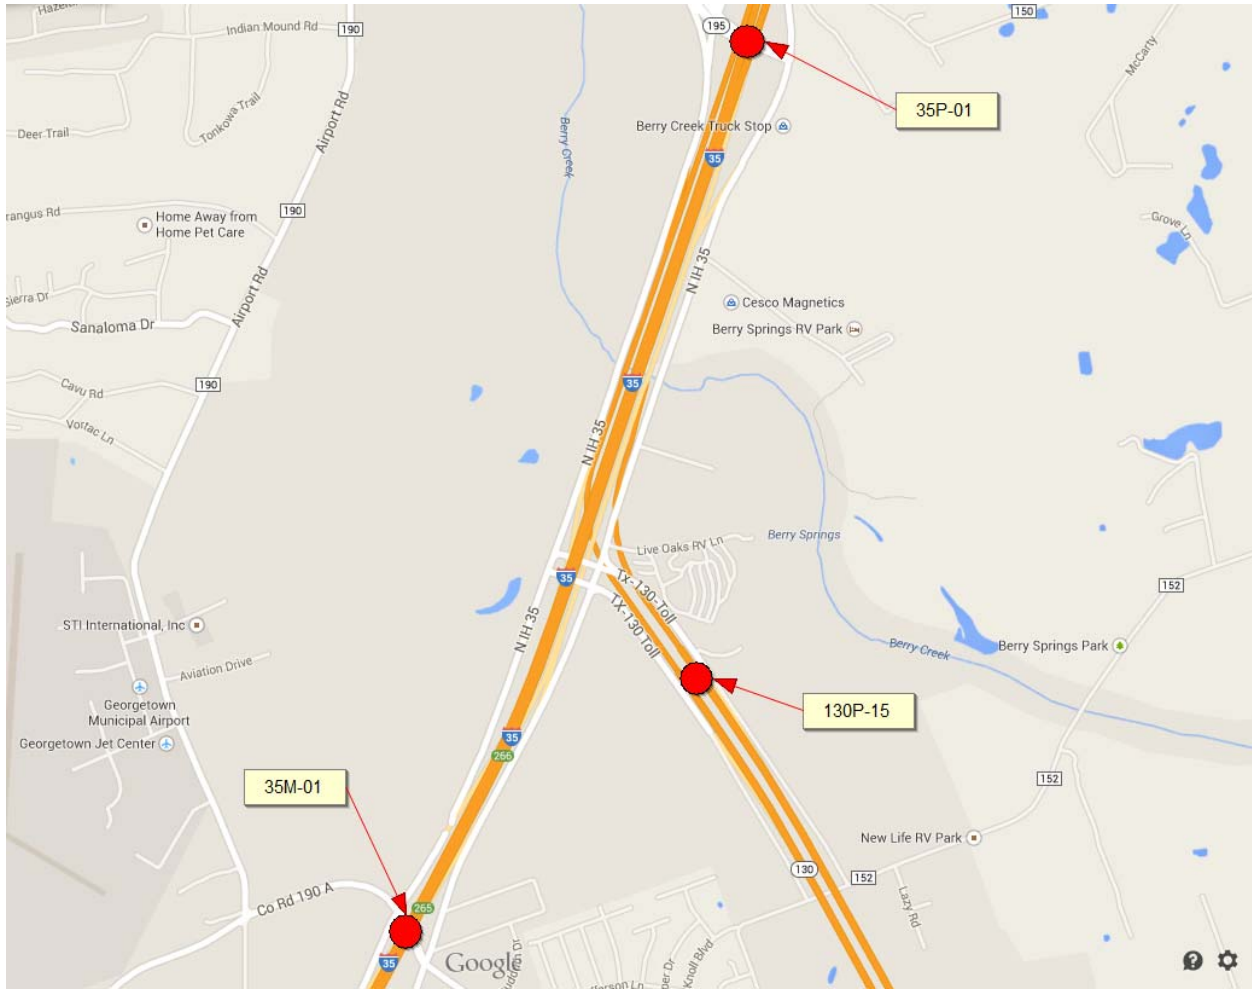 Indian Mound Rd
190
195
150
McCarty
Tonkowa Trail
Deer Trail
Airport Rd
35P-01
Berry Creek Truck Stop
Berry Creek
35
190
Home Away from
Home Pet Care
Grove Ln
N IH 35
Airport Rd
Sierra Dr
Sanaloma Dr
Cesco Magnetics
Berry Springs RV Park
190
35
Cavu Rd
Vortac Ln
N IH 35
Berry Springs
Live Oaks RV Ln
35
TX-130-Toll
TX-130 Toll
152
STI International, Inc
N IH 35
Berry Creek
Berry Springs Park
Aviation Drive
Georgetown
Municipal Airport
130P-15
Georgetown Jet Center
35
266
152
35M-01
New Life RV Park
130
152
Co Rd 190 A
265
Lazy Rd
Knoll Blvd
35
Google